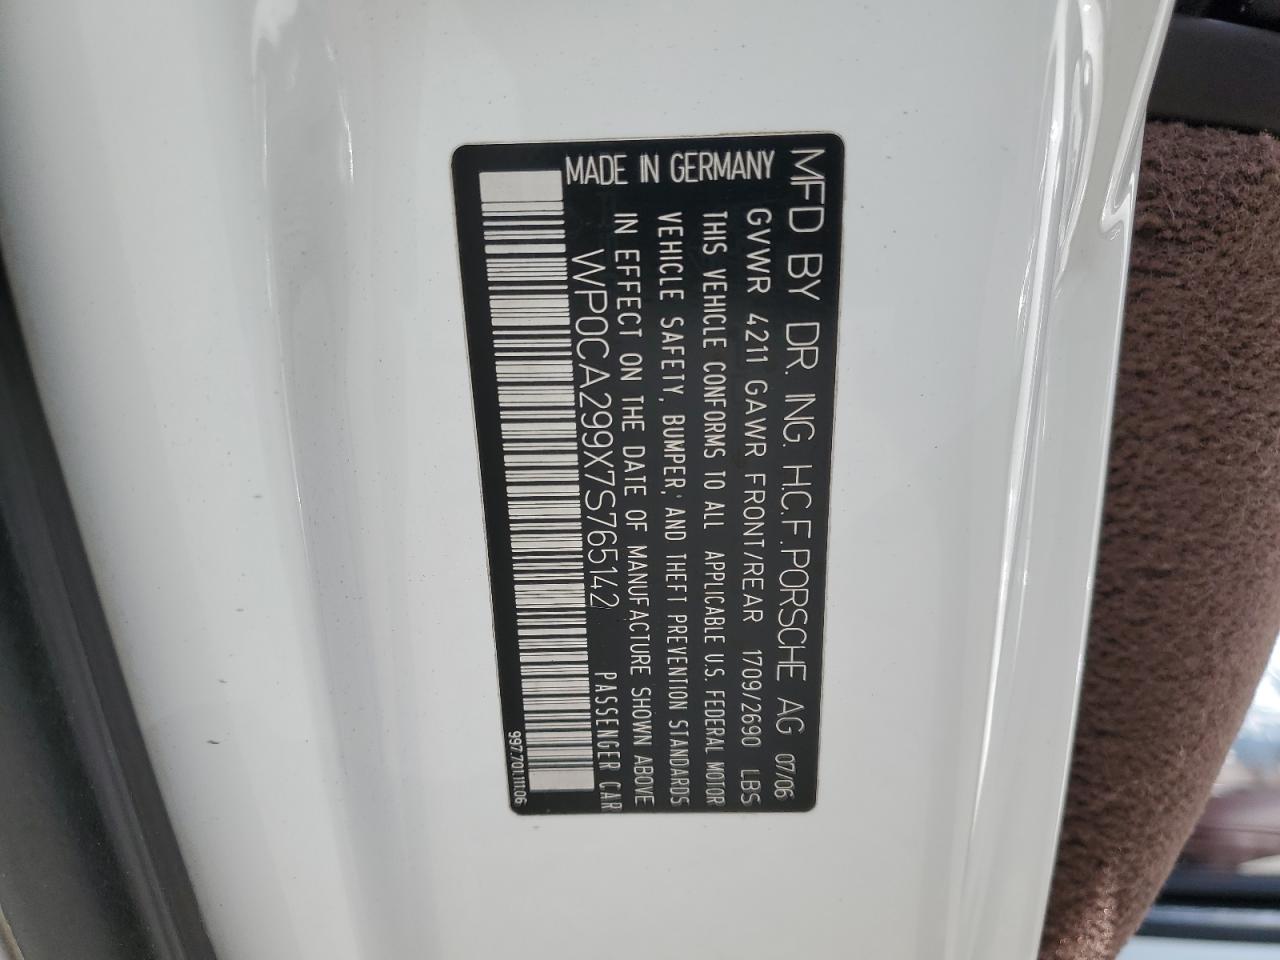 MFD BY DR. ING. H.C.F. PORSCHE AG 07/06
GVWR 4211 GAWR FRONT/REAR 1709/2690 LBS
THIS VEHICLE CONFORMS TO ALL APPLICABLE U.S. FEDERAL MOTOR
VEHICLE SAFETY, BUMPER, AND THEFT PREVENTION STANDARDS
IN EFFECT ON THE DATE OF MANUFACTURE SHOWN ABOVE
MADE IN GERMANY
WP0CA299X7S765142 PASSENGER CAR
997.701.111.06